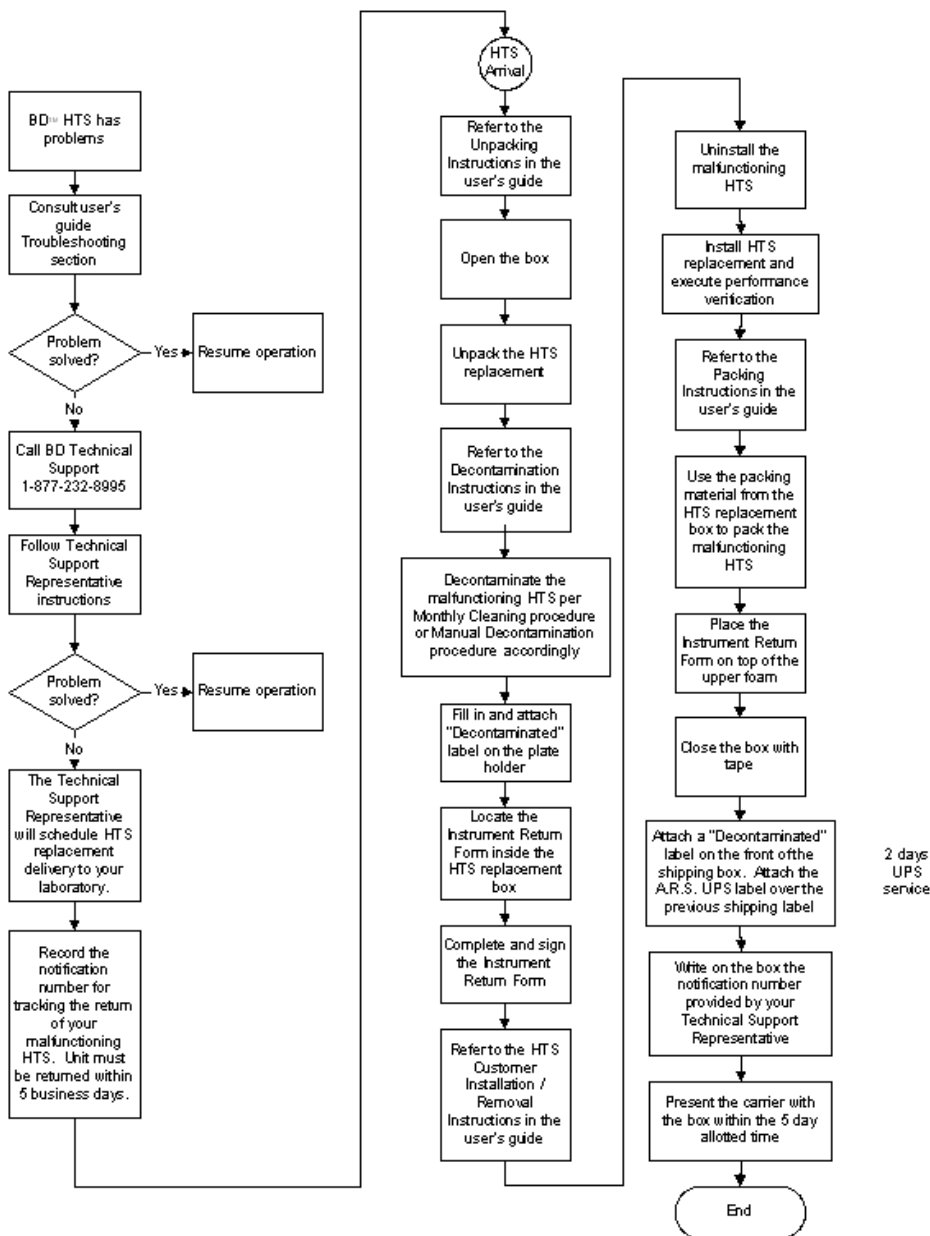 BD™ HTS has
problems
Consult user's
guide
Troubleshooting
section
Problem
solved?
Yes
Resume operation
No
Call BD Technical
Support
1-877-232-8995
Follow Technical
Support
Representative
instructions
Problem
solved?
Yes
Resume operation
No
The Technical
Support
Representative
will schedule HTS
replacement
delivery to your
laboratory.
Record the
notification
number for
tracking the return
of your
malfunctioning
HTS. Unit must
be returned within
5 business days.
HTS
Arrival
Refer to the
Unpacking
Instructions in the
user's guide
Open the box
Unpack the HTS
replacement
Refer to the
Decontamination
Instructions in the
user's guide
Decontaminate the
malfunctioning HTS per
Monthly Cleaning procedure
or Manual Decontamination
procedure accordingly
Fill in and attach
"Decontaminated"
label on the plate
holder
Locate the
Instrument Return
Form inside the
HTS replacement
box
Complete and sign
the Instrument
Return Form
Refer to the HTS
Customer
Installation /
Removal
Instructions in the
user's guide
Uninstall the
malfunctioning
HTS
Install HTS
replacement and
execute performance
verification
Refer to the
Packing
Instructions in the
user's guide
Use the packing
material from the
HTS replacement
box to pack the
malfunctioning
HTS
Place the
Instrument Return
Form on top of the
upper foam
Close the box with
tape
Attach a "Decontaminated"
label on the front of the
shipping box. Attach the
A.R.S. UPS label over the
previous shipping label
2 days
UPS
service
Write on the box the
notification number
provided by your
Technical Support
Representative
Present the carrier with
the box within the 5 day
allotted time
End